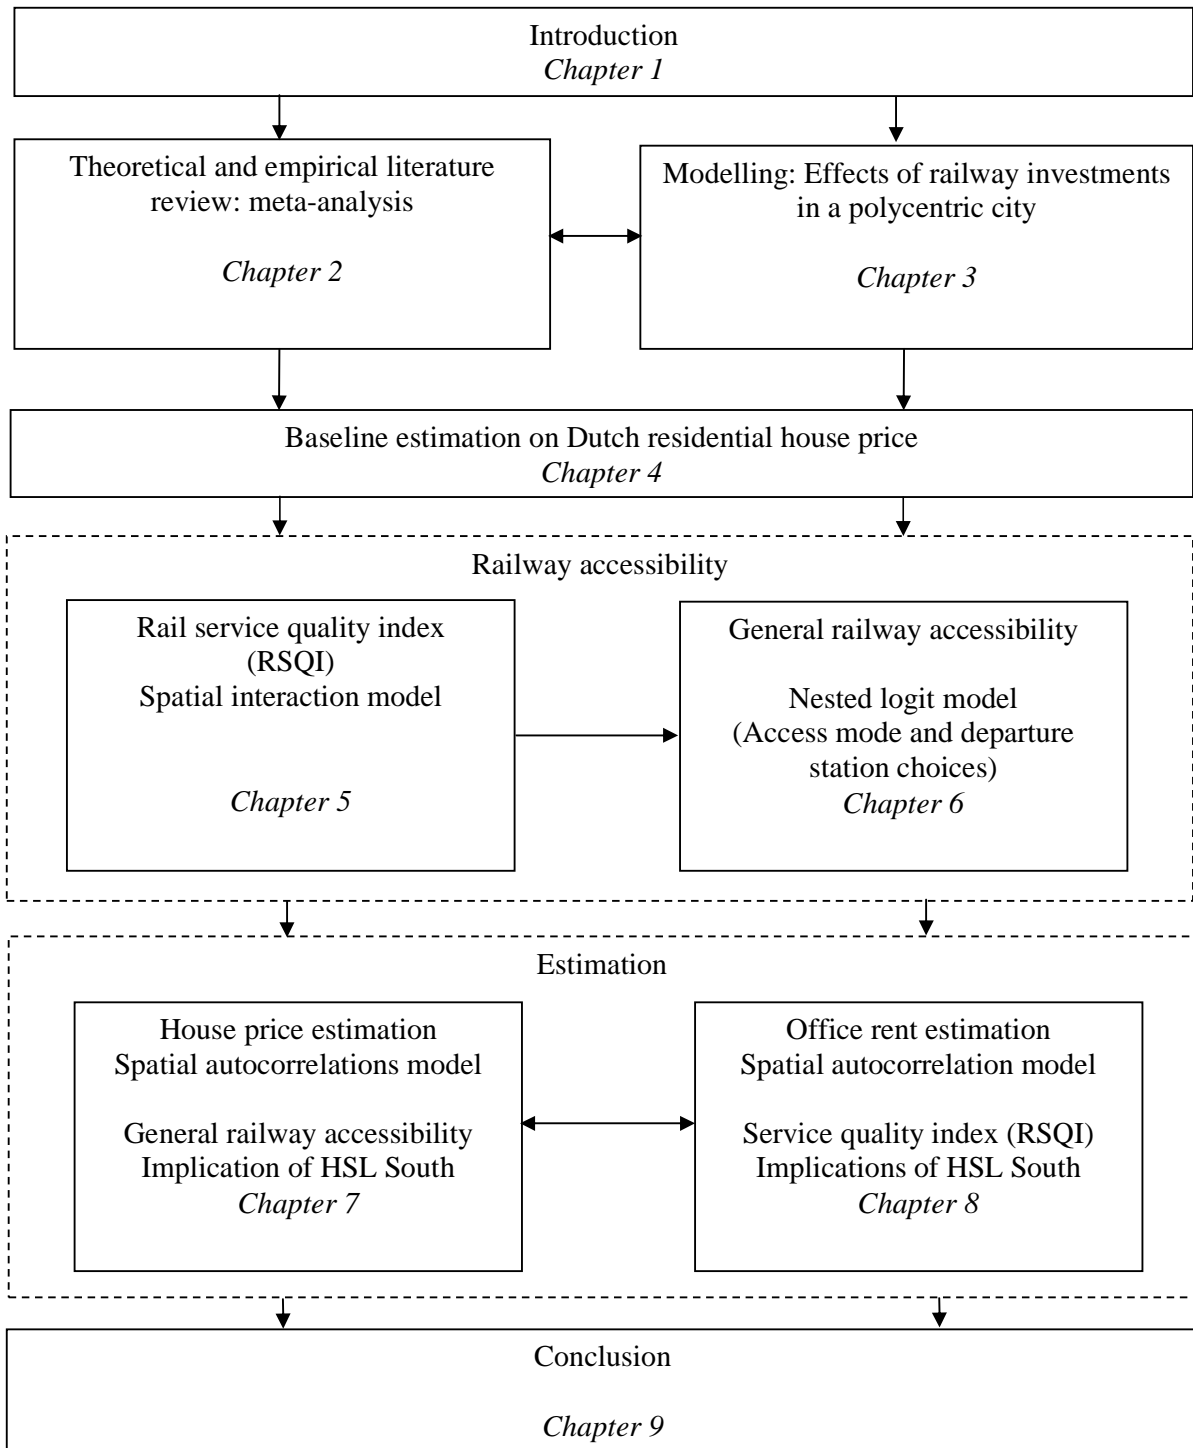 Introduction
Chapter 1
Theoretical and empirical literature
review: meta-analysis
Chapter 2
Modelling: Effects of railway investments
in a polycentric city
Chapter 3
Baseline estimation on Dutch residential house price
Chapter 4
Railway accessibility
Rail service quality index
(RSQI)
Spatial interaction model
Chapter 5
General railway accessibility
Nested logit model
(Access mode and departure
station choices)
Chapter 6
Estimation
House price estimation
Spatial autocorrelations model
General railway accessibility
Implication of HSL South
Chapter 7
Office rent estimation
Spatial autocorrelation model
Service quality index (RSQI)
Implications of HSL South
Chapter 8
Conclusion
Chapter 9